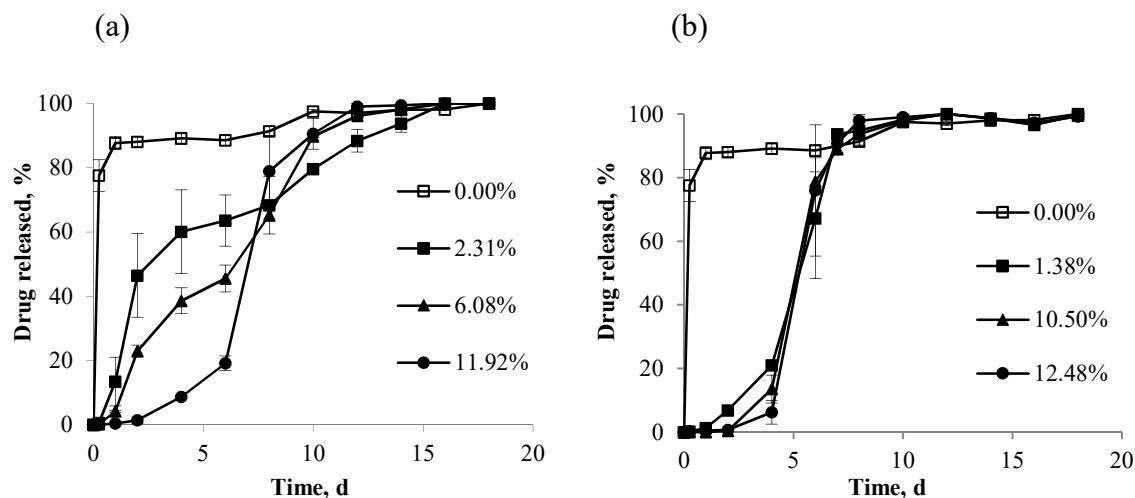 (a)
Drug released, %
100
80
60
40
20
0
0 5 10 15 20
Time, d
0.00%
2.31%
6.08%
11.92%
(b)
Drug released, %
100
80
60
40
20
0
0 5 10 15 20
Time, d
0.00%
1.38%
10.50%
12.48%